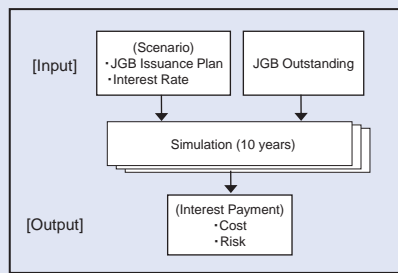 [Input]
(Scenario)
・JGB Issuance Plan
・Interest Rate
JGB Outstanding
Simulation (10 years)
[Output]
(Interest Payment)
・Cost
・Risk